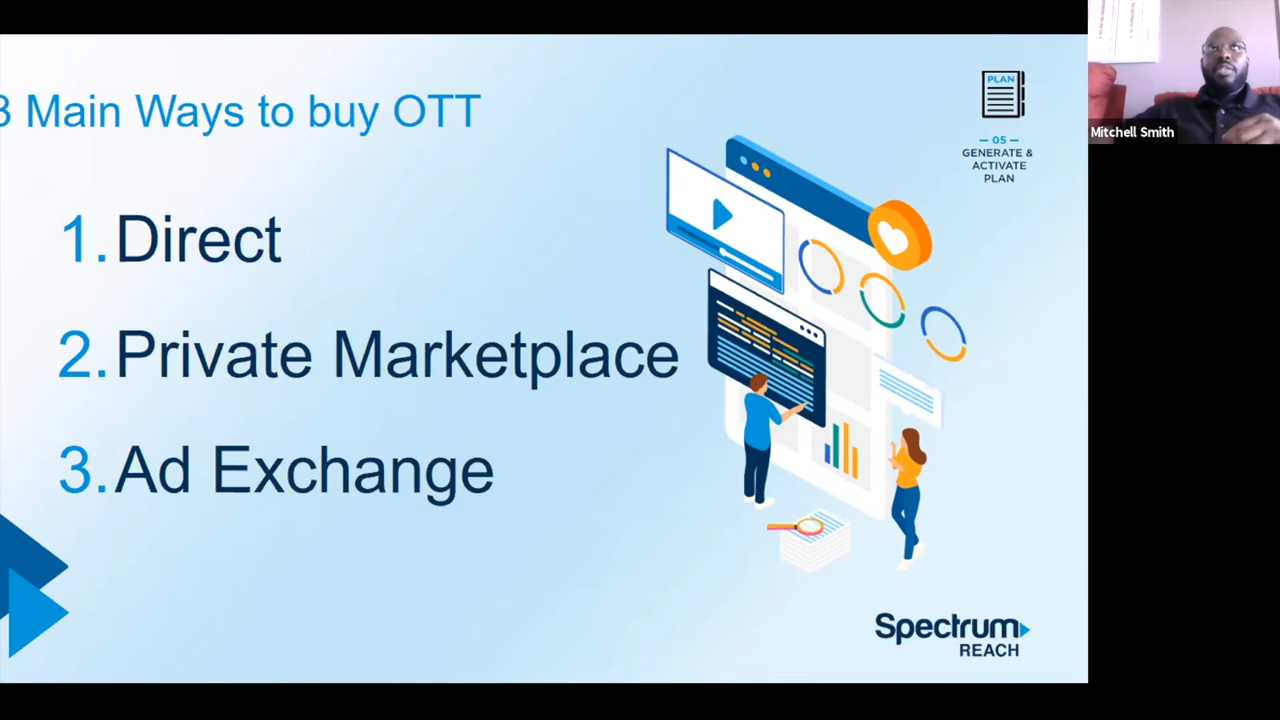 3 Main Ways to buy OTT
1. Direct
2. Private Marketplace
3. Ad Exchange
PLAN
05
GENERATE &
ACTIVATE
PLAN
Spectrum
REACH
Mitchell Smith